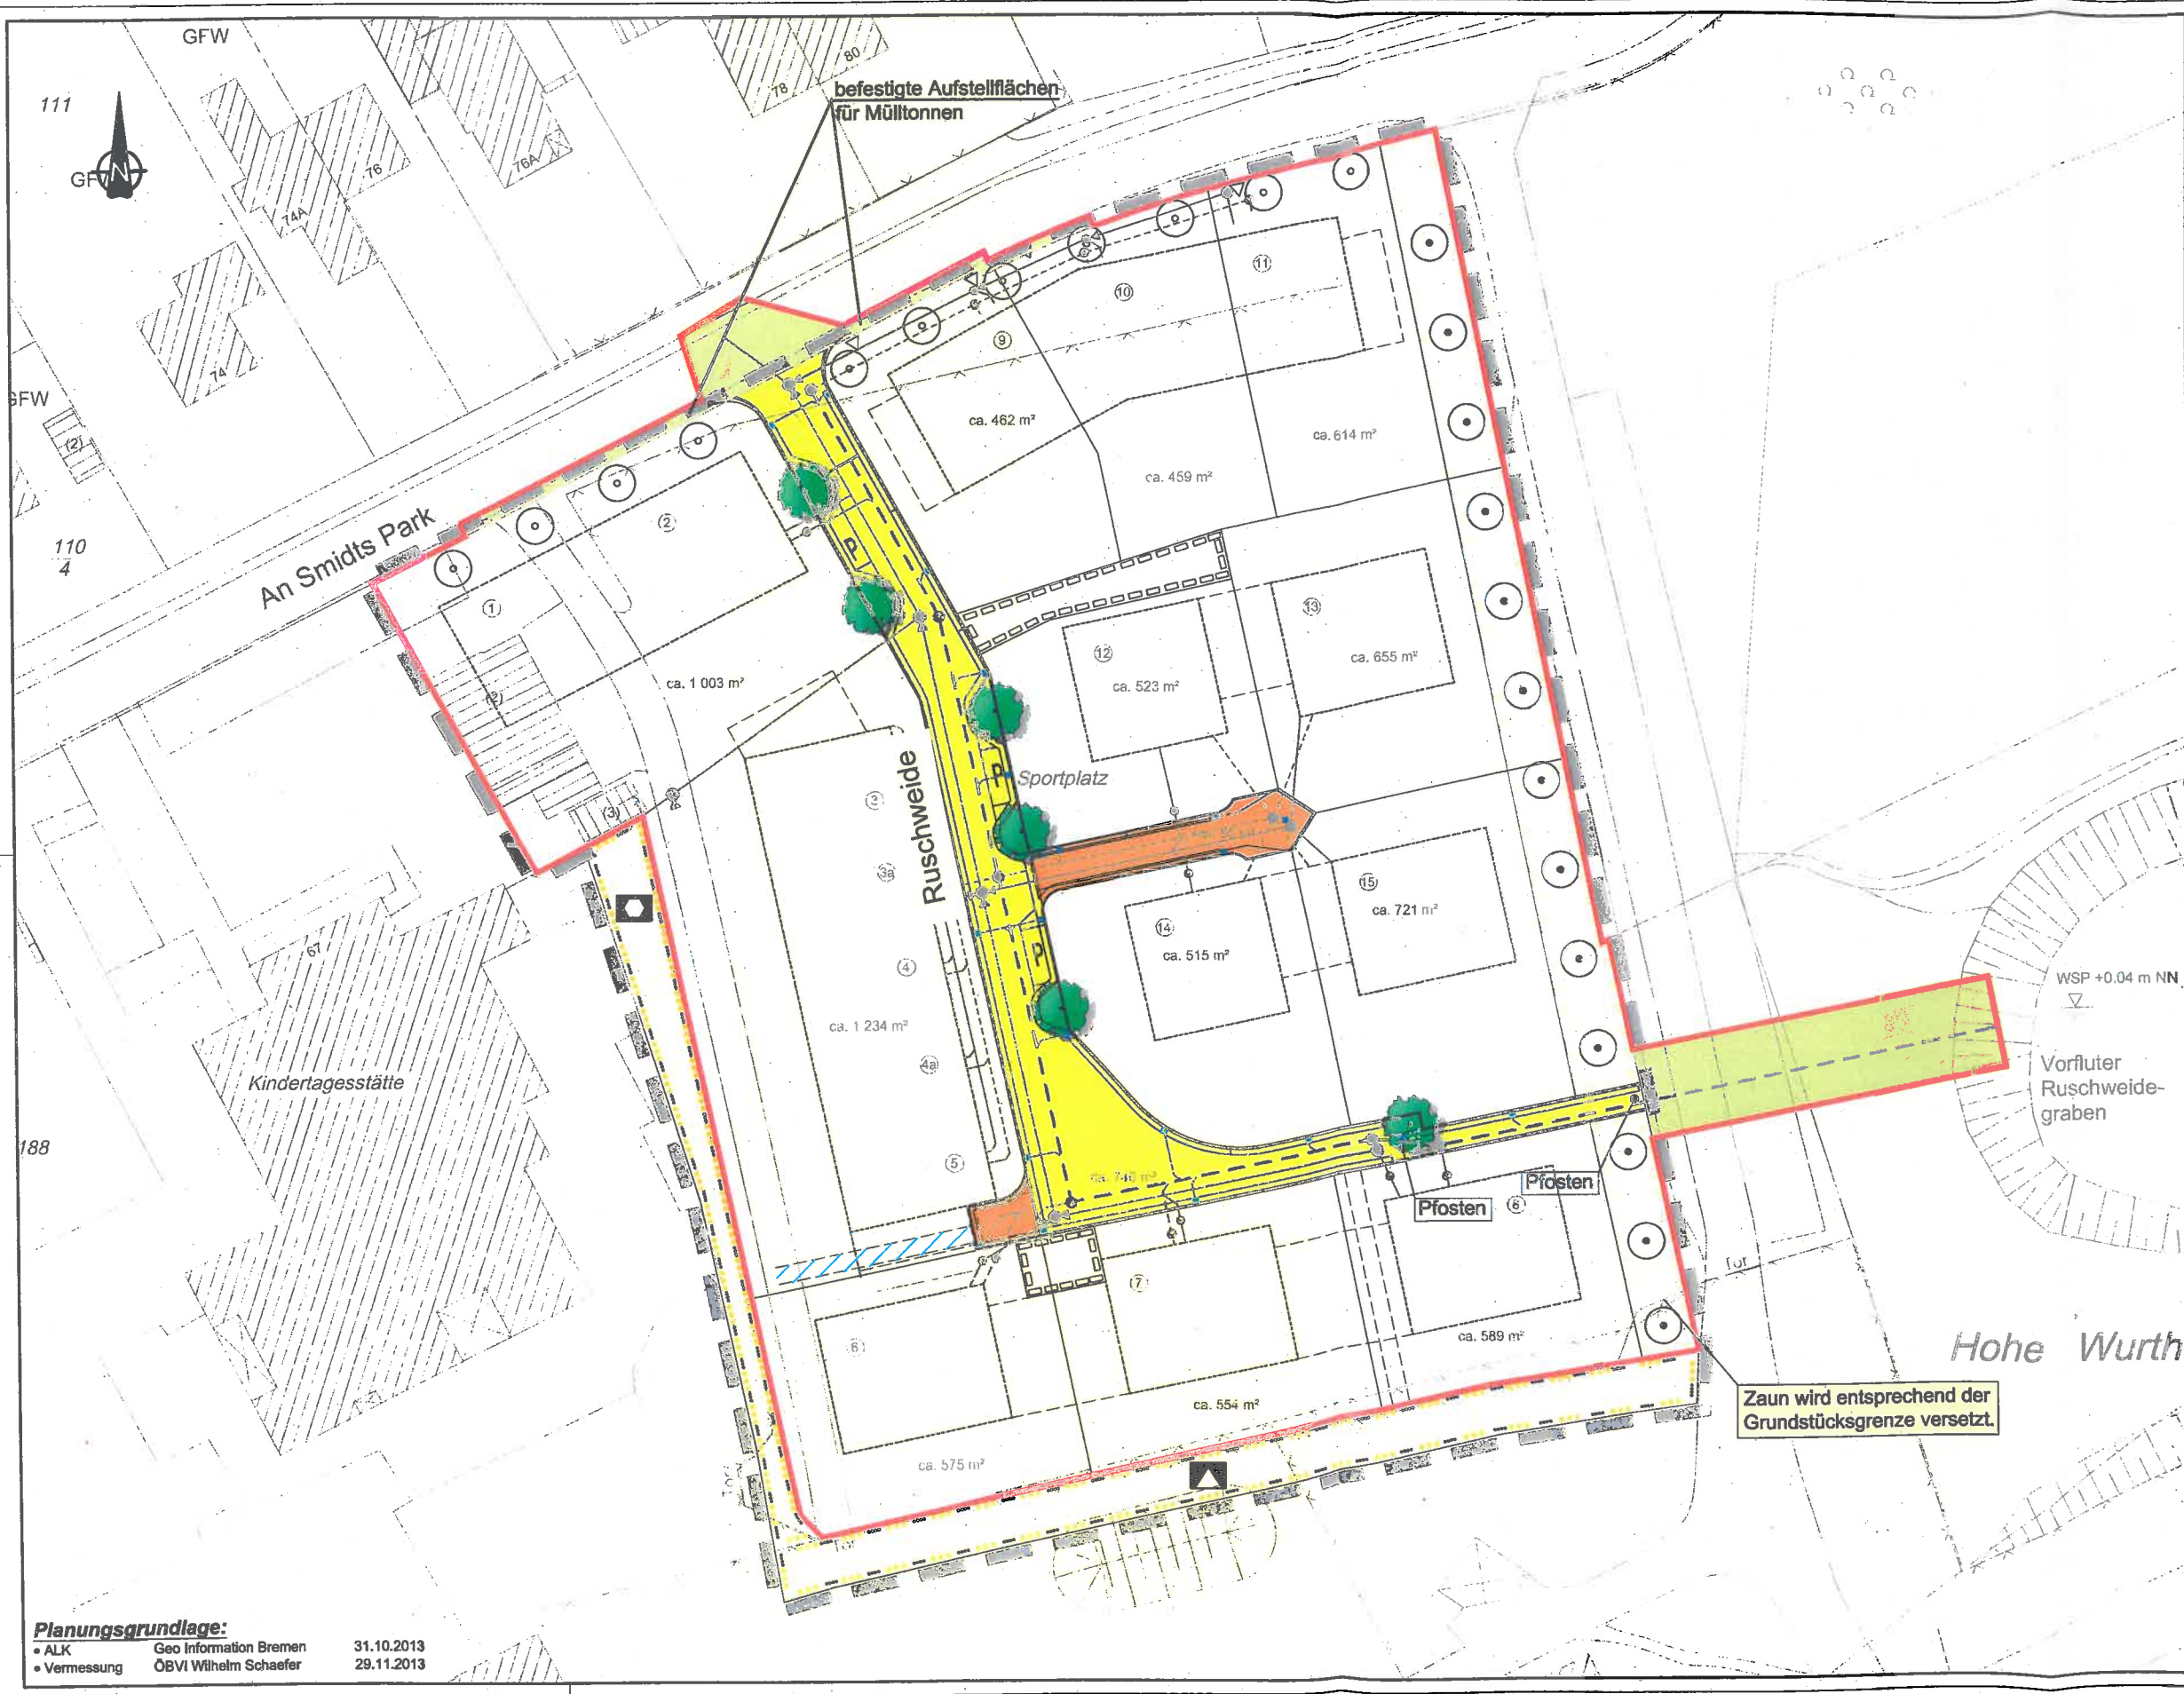 GFW
111
GFW
N
76
76A
74A
74
78
80
befestigte Aufstellflächen
für Mülltonnen
GFW
(2)
110
4
An Smidts Park
1
2
(2)
(3)
ca. 1 003 m²
9
10
11
ca. 462 m²
ca. 459 m²
ca. 614 m²
P
12
13
ca. 523 m²
ca. 655 m²
Ruschweide
P
Sportplatz
3
3a
4
4a
5
ca. 1 234 m²
P
14
15
ca. 515 m²
ca. 721 m²
67
Kindertagesstätte
188
WSP +0.04 m NN
Vorfluter
Ruschweide-
graben
Pfosten
Pfosten
6
7
ca. 589 m²
ca. 554 m²
ca. 575 m²
Tor
Tor
Tor
Hohe Wurth
Zaun wird entsprechend der
Grundstücksgrenze versetzt.
Planungsgrundlage:
• ALK Geo Information Bremen 31.10.2013
• Vermessung ÖBVI Wilhelm Schaefer 29.11.2013